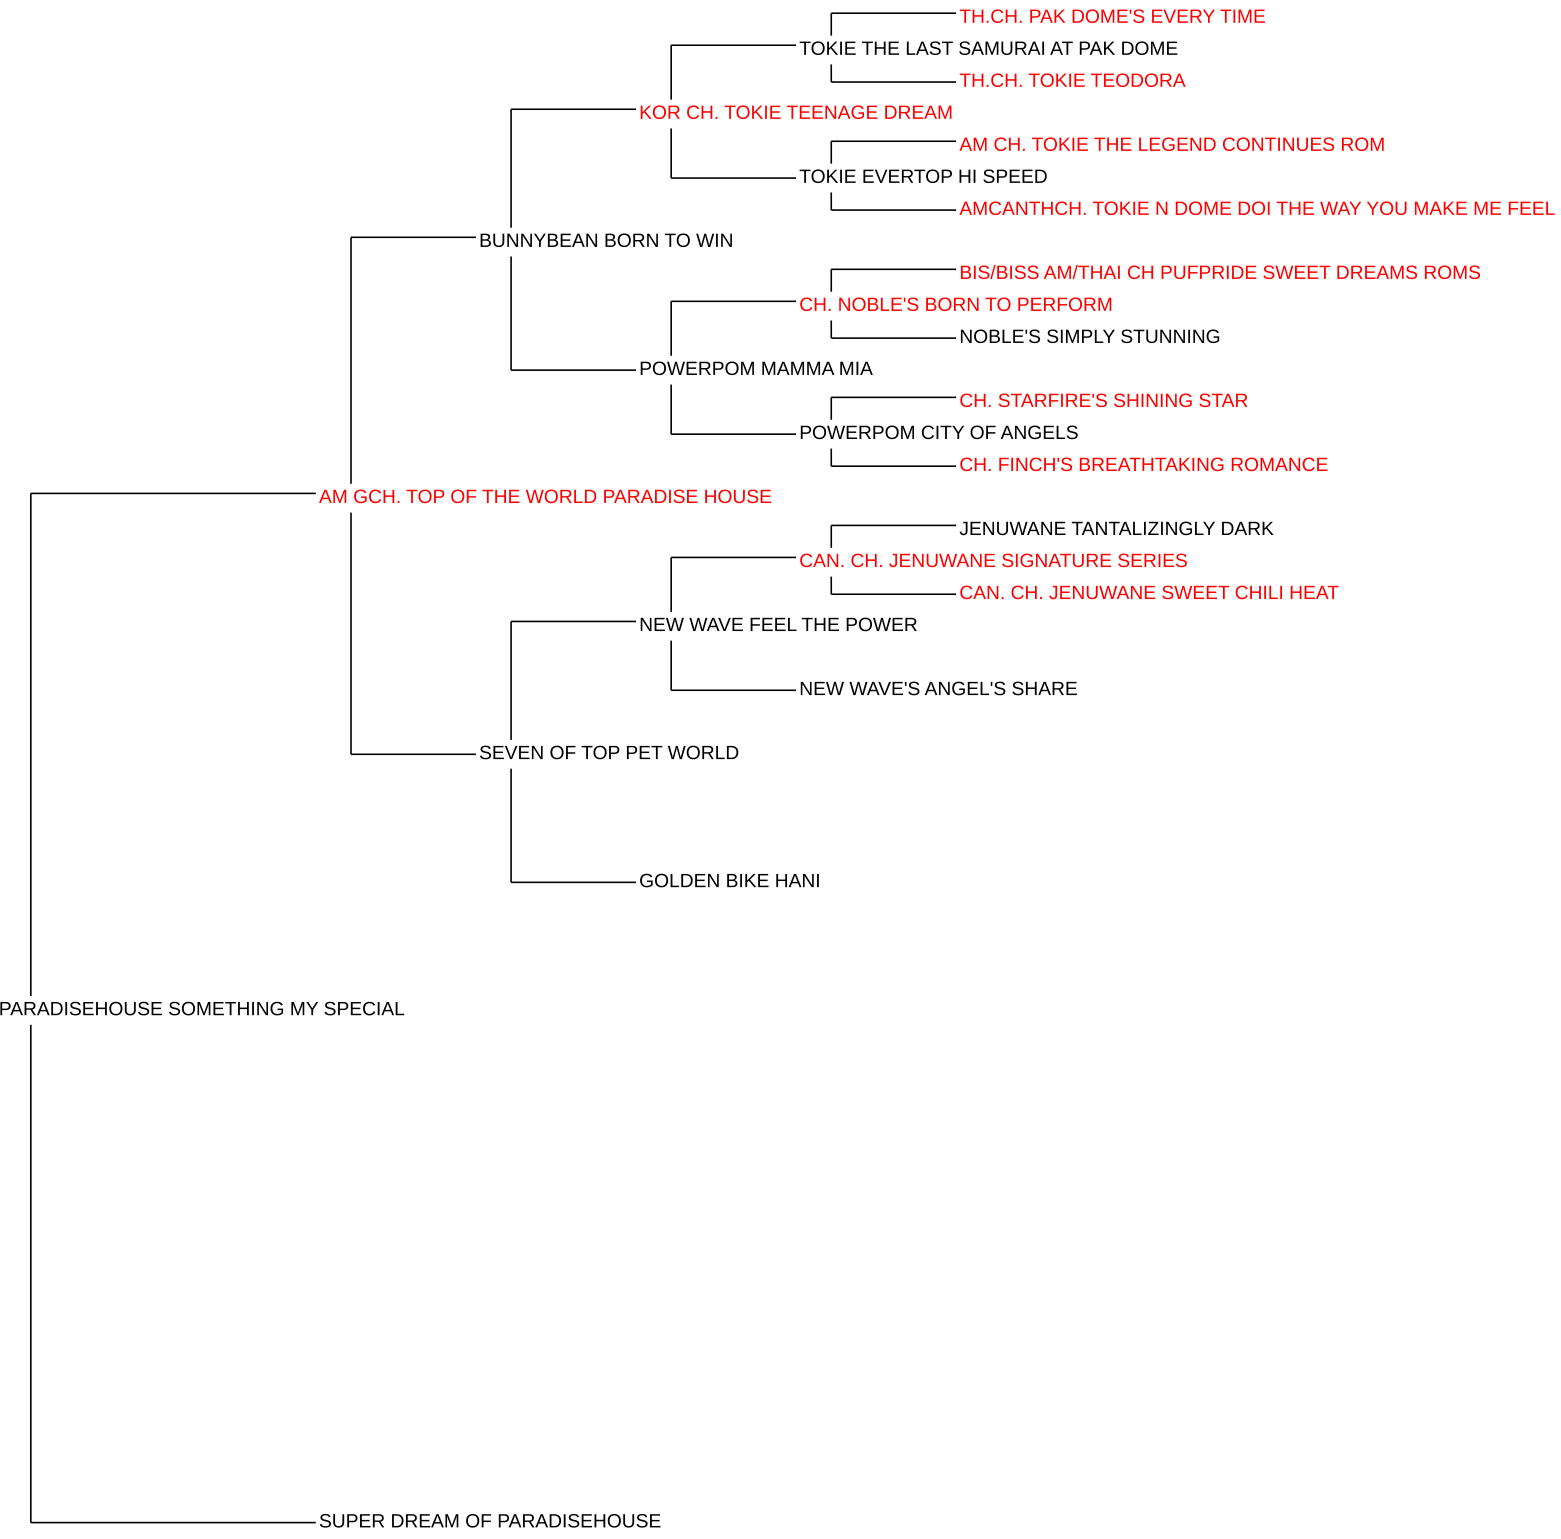 TH.CH. PAK DOME'S EVERY TIME
TOKIE THE LAST SAMURAI AT PAK DOME
TH.CH. TOKIE TEODORA
KOR CH. TOKIE TEENAGE DREAM
AM CH. TOKIE THE LEGEND CONTINUES ROM
TOKIE EVERTOP HI SPEED
AMCANTHCH. TOKIE N DOME DOI THE WAY YOU MAKE ME FEEL
BUNNYBEAN BORN TO WIN
BIS/BISS AM/THAI CH PUFPRIDE SWEET DREAMS ROMS
CH. NOBLE'S BORN TO PERFORM
NOBLE'S SIMPLY STUNNING
POWERPOM MAMMA MIA
CH. STARFIRE'S SHINING STAR
POWERPOM CITY OF ANGELS
CH. FINCH'S BREATHTAKING ROMANCE
AM GCH. TOP OF THE WORLD PARADISE HOUSE
JENUWANE TANTALIZINGLY DARK
CAN. CH. JENUWANE SIGNATURE SERIES
CAN. CH. JENUWANE SWEET CHILI HEAT
NEW WAVE FEEL THE POWER
NEW WAVE'S ANGEL'S SHARE
SEVEN OF TOP PET WORLD
GOLDEN BIKE HANI
PARADISEHOUSE SOMETHING MY SPECIAL
SUPER DREAM OF PARADISEHOUSE